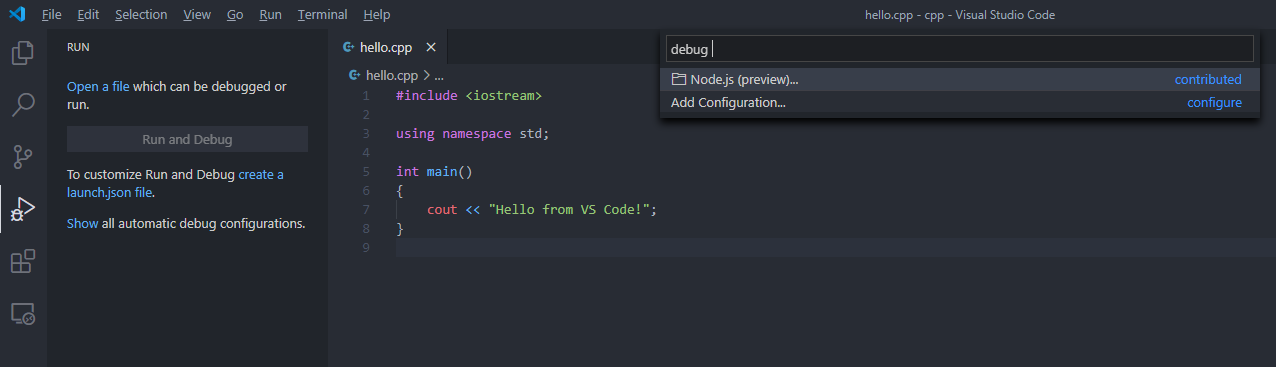 File Edit Selection View Go Run Terminal Help hello.cpp - cpp - Visual Studio Code
RUN
Open a file which can be debugged or
run.
Run and Debug
To customize Run and Debug create a
launch.json file.
Show all automatic debug configurations.
hello.cpp
hello.cpp > ...
1 #include <iostream>
2
3 using namespace std;
4
5 int main()
6 {
7 cout << "Hello from VS Code!";
8 }
9
debug
Node.js (preview)... contributed
Add Configuration... configure